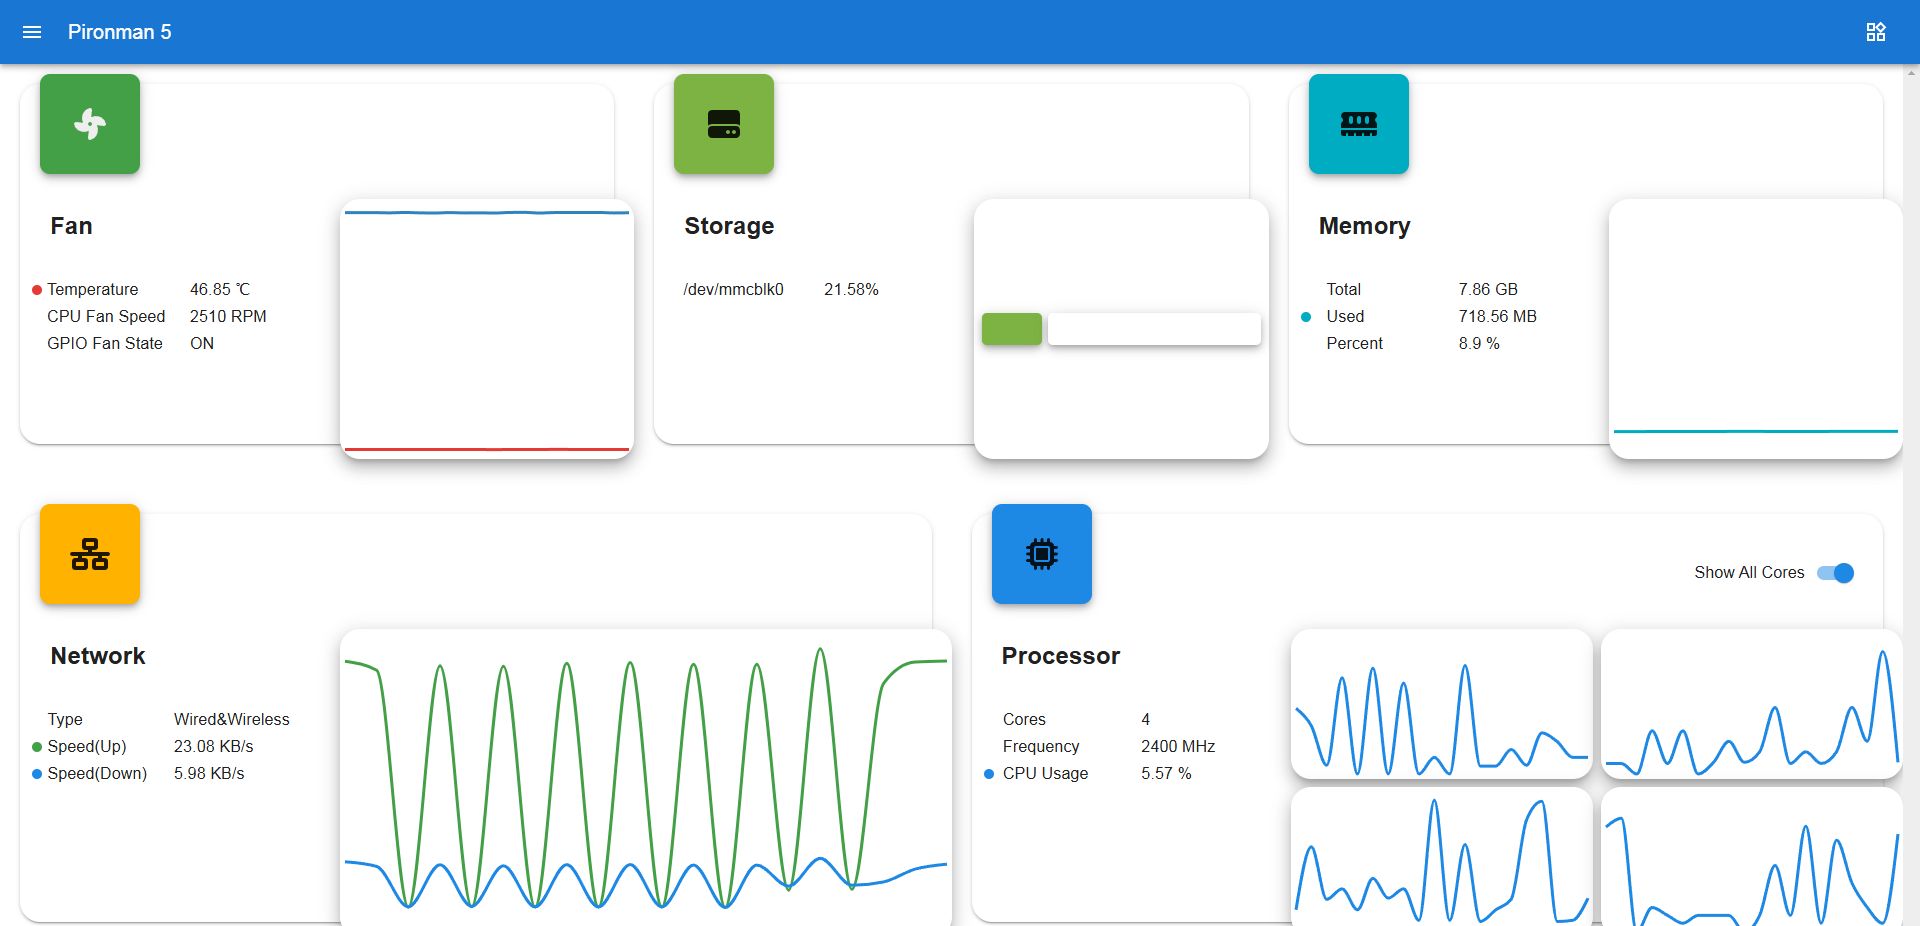 Pironman 5
Fan
Temperature 46.85 ℃
CPU Fan Speed 2510 RPM
GPIO Fan State ON
Storage
/dev/mmcblk0 21.58%
Memory
Total 7.86 GB
Used 718.56 MB
Percent 8.9 %
Network
Type Wired&Wireless
Speed(Up) 23.08 KB/s
Speed(Down) 5.98 KB/s
Show All Cores
Processor
Cores 4
Frequency 2400 MHz
CPU Usage 5.57 %